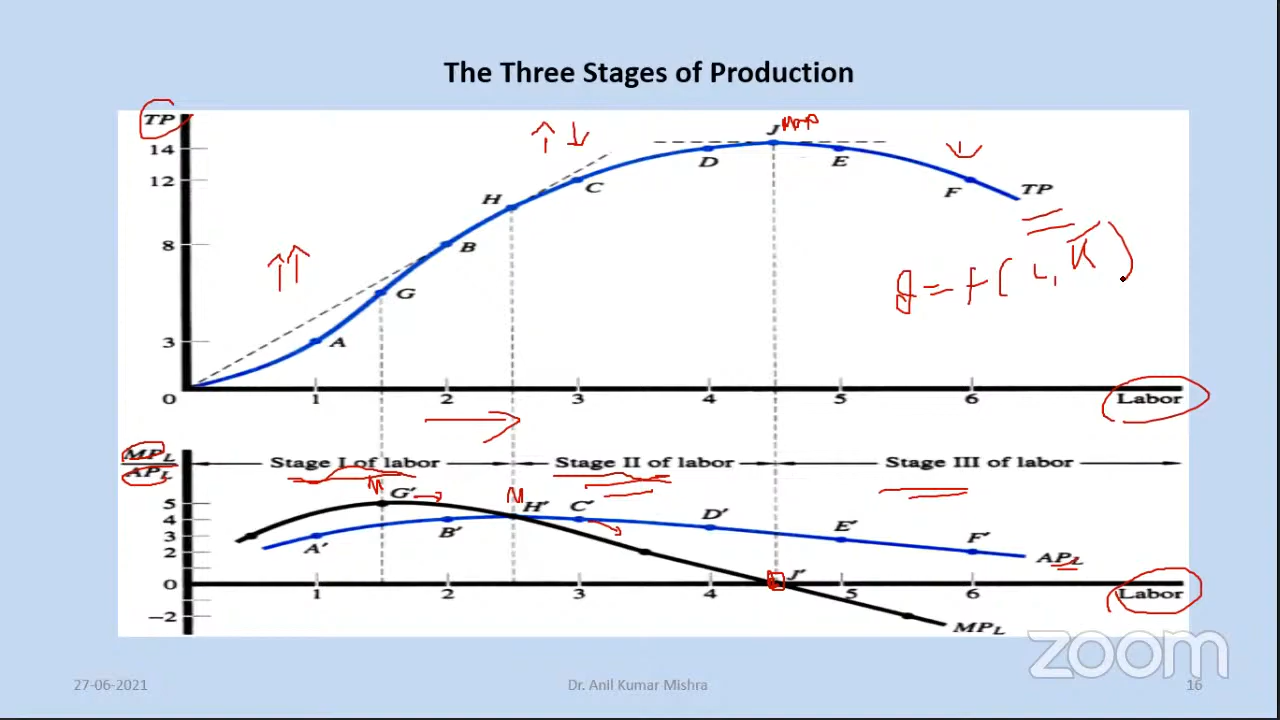 The Three Stages of Production
TP
14
12
8
3
0
A
G
B
H
C
D
J
E
F
TP
↑↑
↑ ↓
↓
= f( L, K̅ )
1 2 3 4 5 6 Labor
MPL
APL
Stage I of labor
Stage II of labor
Stage III of labor
5
4
3
2
0
-2
M
G'
M
H'
C'
A'
B'
D'
E'
F'
APL
J'
1 2 3 4 5 6 Labor
MPL
zoom
27-06-2021
Dr. Anil Kumar Mishra
16